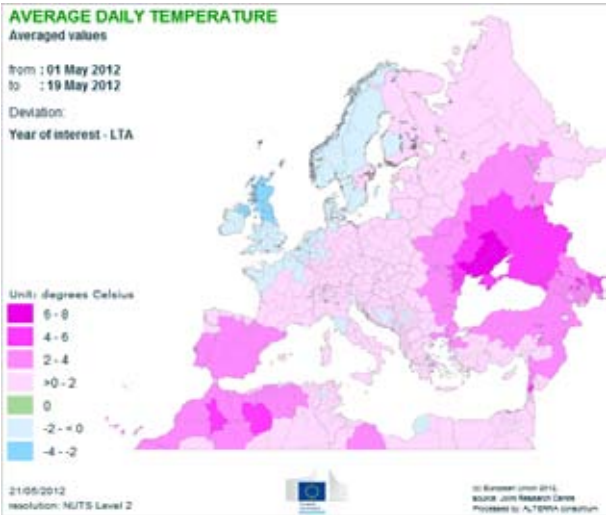 AVERAGE DAILY TEMPERATURE
Averaged values
from : 01 May 2012
to : 19 May 2012
Deviation:
Year of interest - LTA
Unit: degrees Celsius
6 - 8
4 - 6
2 - 4
>0 - 2
0
-2 - < 0
-4 - -2
21/05/2012
resolution: NUTS Level 2
(c) European Union 2012
source: Joint Research Centre
Processed by: ALTERRA consortium